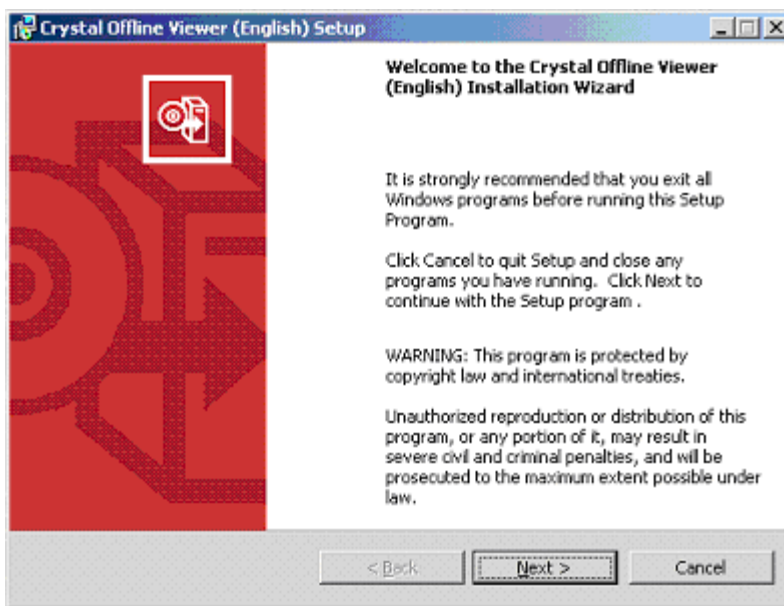 Crystal Offline Viewer (English) Setup
Welcome to the Crystal Offline Viewer
(English) Installation Wizard
It is strongly recommended that you exit all
Windows programs before running this Setup
Program.
Click Cancel to quit Setup and close any
programs you have running.  Click Next to
continue with the Setup program .
WARNING: This program is protected by
copyright law and international treaties.
Unauthorized reproduction or distribution of this
program, or any portion of it, may result in
severe civil and criminal penalties, and will be
prosecuted to the maximum extent possible under
law.
< Back Next > Cancel